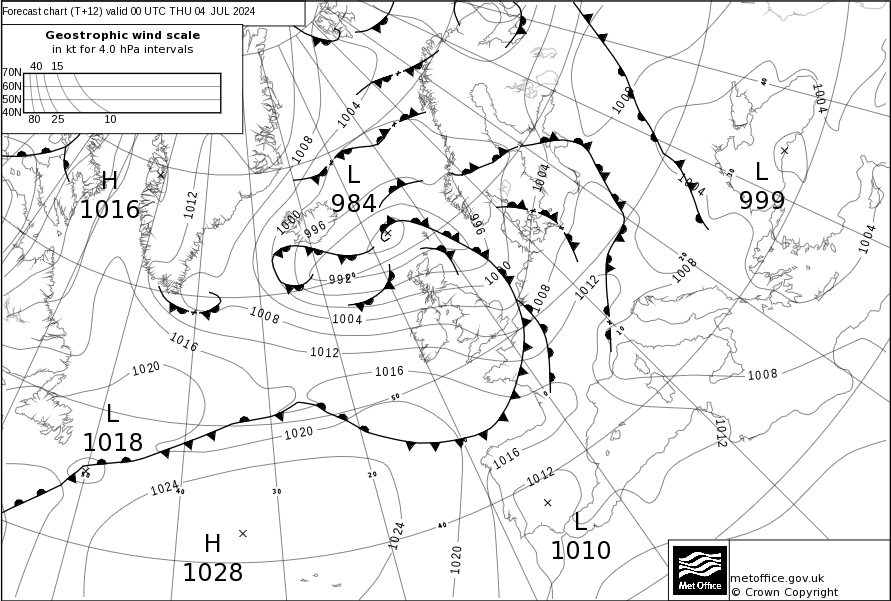 Forecast chart (T+12) valid 00 UTC THU 04 JUL 2024
Geostrophic wind scale
in kt for 4.0 hPa intervals
40 15
70N
60N
50N
40N
80 25 10
H
1016
L
984
L
999
L
1018
H
1028
L
1010
1004
1008
1012
1000
996
992
1004
1008
1012
1016
1016
1020
1020
1024
1024
1020
1016
1012
1008
1012
1000
996
1004
1008
1004
1008
1004
1004
1008
1012
40
30
20
10
0
50
40
30
20
40
50
20
Met Office
metoffice.gov.uk
© Crown Copyright